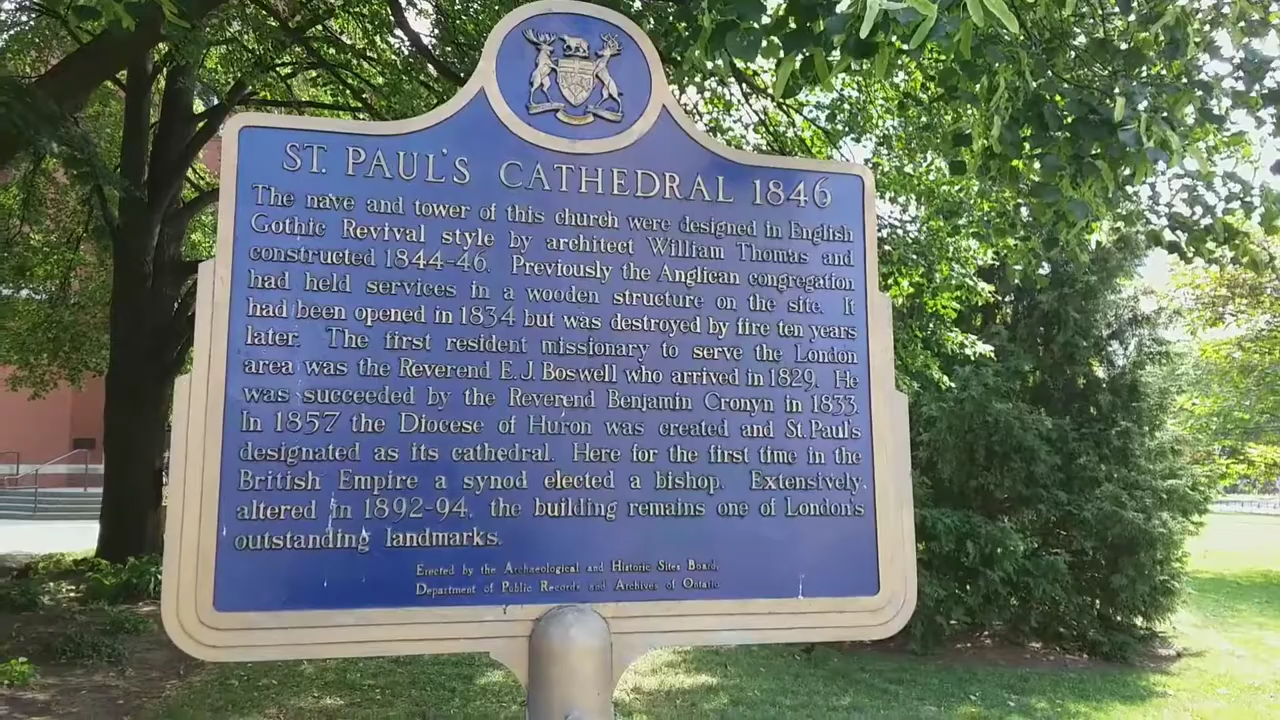 ST. PAUL'S CATHEDRAL 1846
The nave and tower of this church were designed in English
Gothic Revival style by architect William Thomas and
constructed 1844-46. Previously the Anglican congregation
had held services in a wooden structure on the site. It
had been opened in 1834 but was destroyed by fire ten years
later. The first resident missionary to serve the London
area was the Reverend E. J. Boswell who arrived in 1829. He
was succeeded by the Reverend Benjamin Cronyn in 1833.
In 1857 the Diocese of Huron was created and St. Paul's
designated as its cathedral. Here for the first time in the
British Empire a synod elected a bishop. Extensively
altered in 1892-94, the building remains one of London's
outstanding landmarks.
Erected by the Archaeological and Historic Sites Board,
Department of Public Records and Archives of Ontario.